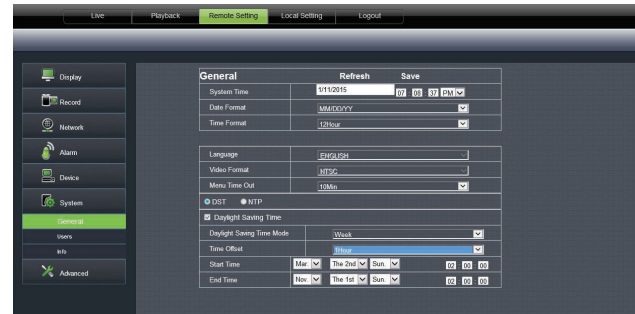 Live Playback Remote Setting Local Setting Logout
Display
Record
Network
Alarm
Device
System
General
Users
Info
Advanced
General Refresh Save
System Time 1/11/2015 07 : 08 : 37 PM
Date Format MM/DD/YY
Time Format 12Hour
Language ENGLISH
Video Format NTSC
Menu Time Out 10Min
DST NTP
Daylight Saving Time
Daylight Saving Time Mode Week
Time Offset 1Hour
Start Time Mar. The 2nd Sun. 02 : 00 : 00
End Time Nov. The 1st Sun. 02 : 00 : 00